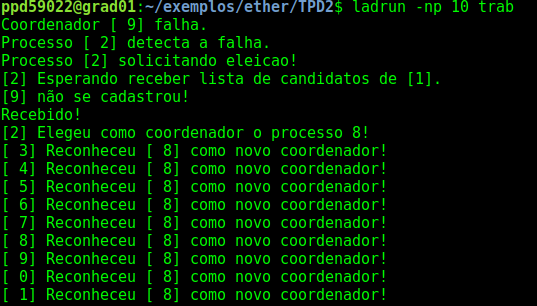 ppd59022@grad01:~/exemplos/ether/TPD2$ ladrun -np 10 trab
Coordenador [ 9] falha.
Processo [ 2] detecta a falha.
Processo [2] solicitando eleicao!
[2] Esperando receber lista de candidatos de [1].
[9] não se cadastrou!
Recebido!
[2] Elegeu como coordenador o processo 8!
[ 3] Reconheceu [ 8] como novo coordenador!
[ 4] Reconheceu [ 8] como novo coordenador!
[ 5] Reconheceu [ 8] como novo coordenador!
[ 6] Reconheceu [ 8] como novo coordenador!
[ 7] Reconheceu [ 8] como novo coordenador!
[ 8] Reconheceu [ 8] como novo coordenador!
[ 9] Reconheceu [ 8] como novo coordenador!
[ 0] Reconheceu [ 8] como novo coordenador!
[ 1] Reconheceu [ 8] como novo coordenador!